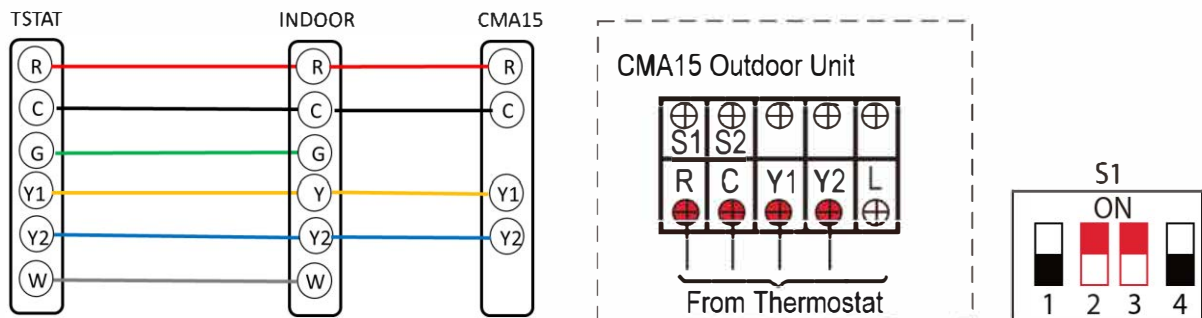 TSTAT
INDOOR
CMA15
R
R
R
C
C
C
G
G
Y1
Y
Y1
Y2
Y2
Y2
W
W
CMA15 Outdoor Unit
S1 S2
R C Y1 Y2 L
From Thermostat
S1
ON
1 2 3 4